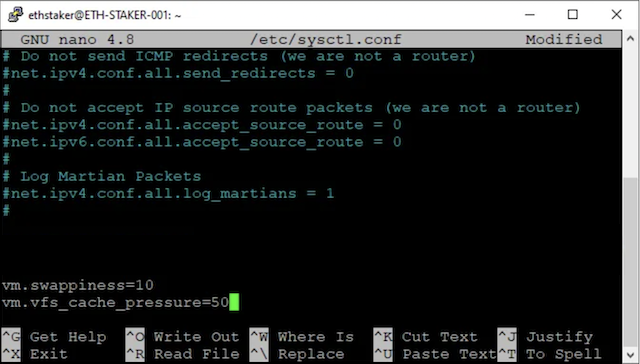 ethstaker@ETH-STAKER-001: ~
GNU nano 4.8 /etc/sysctl.conf Modified
# Do not send ICMP redirects (we are not a router)
#net.ipv4.conf.all.send_redirects = 0
#
# Do not accept IP source route packets (we are not a router)
#net.ipv4.conf.all.accept_source_route = 0
#net.ipv6.conf.all.accept_source_route = 0
#
# Log Martian Packets
#net.ipv4.conf.all.log_martians = 1
#
vm.swappiness=10
vm.vfs_cache_pressure=50
^G Get Help ^O Write Out ^W Where Is ^K Cut Text ^J Justify
^X Exit ^R Read File ^\ Replace ^U Paste Text ^T To Spell